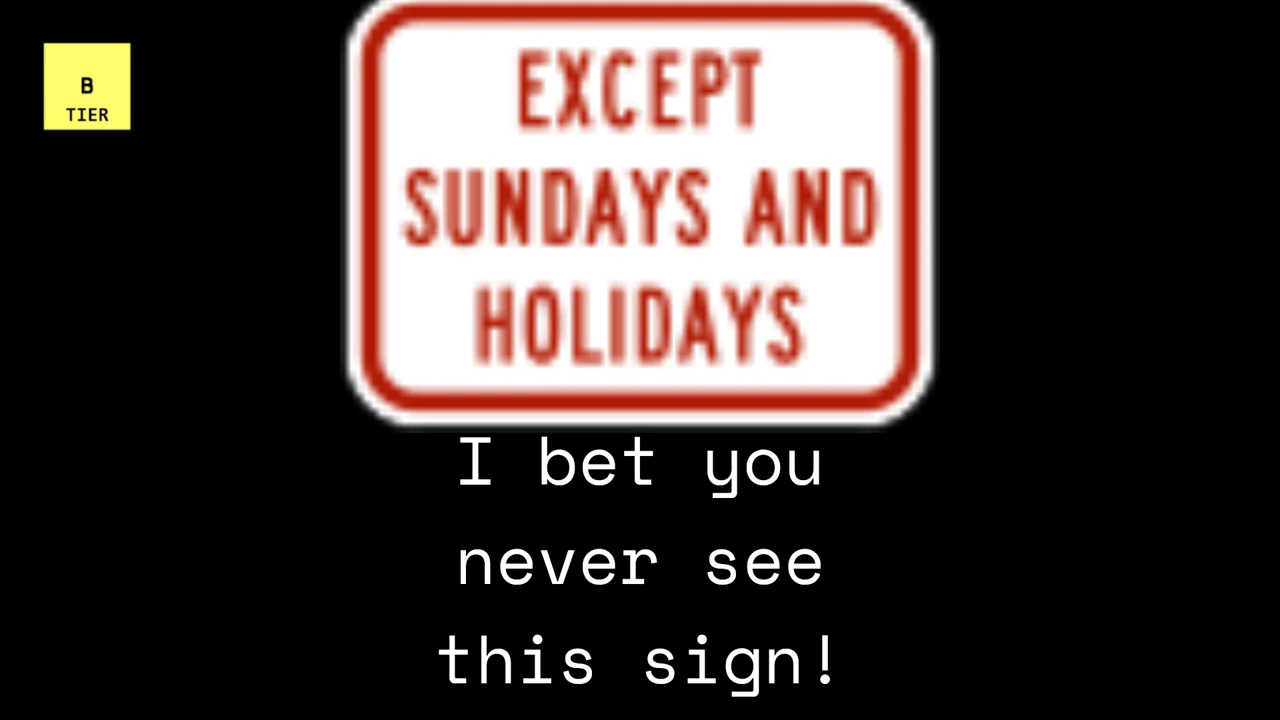 B
TIER
EXCEPT
SUNDAYS AND
HOLIDAYS
I bet you
never see
this sign!